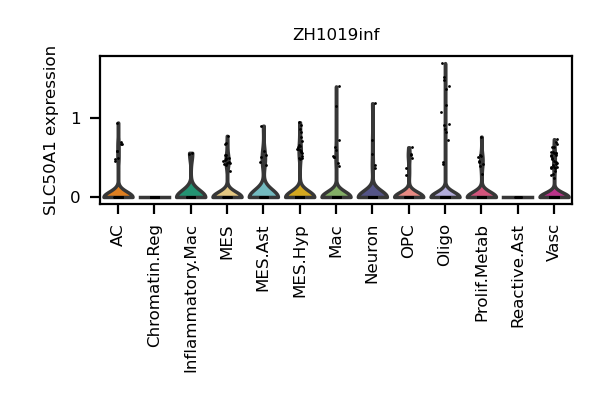 ZH1019inf
SLC50A1 expression
1
0
AC
Chromatin.Reg
Inflammatory.Mac
MES
MES.Ast
MES.Hyp
Mac
Neuron
OPC
Oligo
Prolif.Metab
Reactive.Ast
Vasc